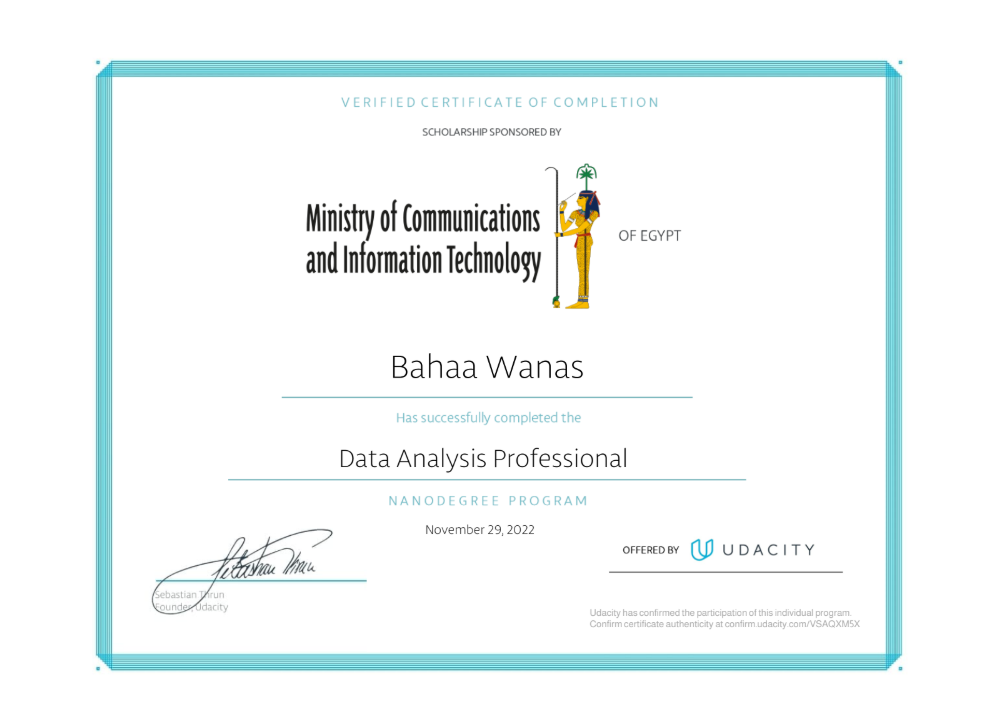 VERIFIED CERTIFICATE OF COMPLETION
SCHOLARSHIP SPONSORED BY
Ministry of Communications
and Information Technology
OF EGYPT
Bahaa Wanas
Has successfully completed the
Data Analysis Professional
NANODEGREE PROGRAM
November 29, 2022
OFFERED BY UDACITY
Sebastian Thrun
Sebastian Thrun
Founder, Udacity
Udacity has confirmed the participation of this individual program.
Confirm certificate authenticity at confirm.udacity.com/VSAQXM5X